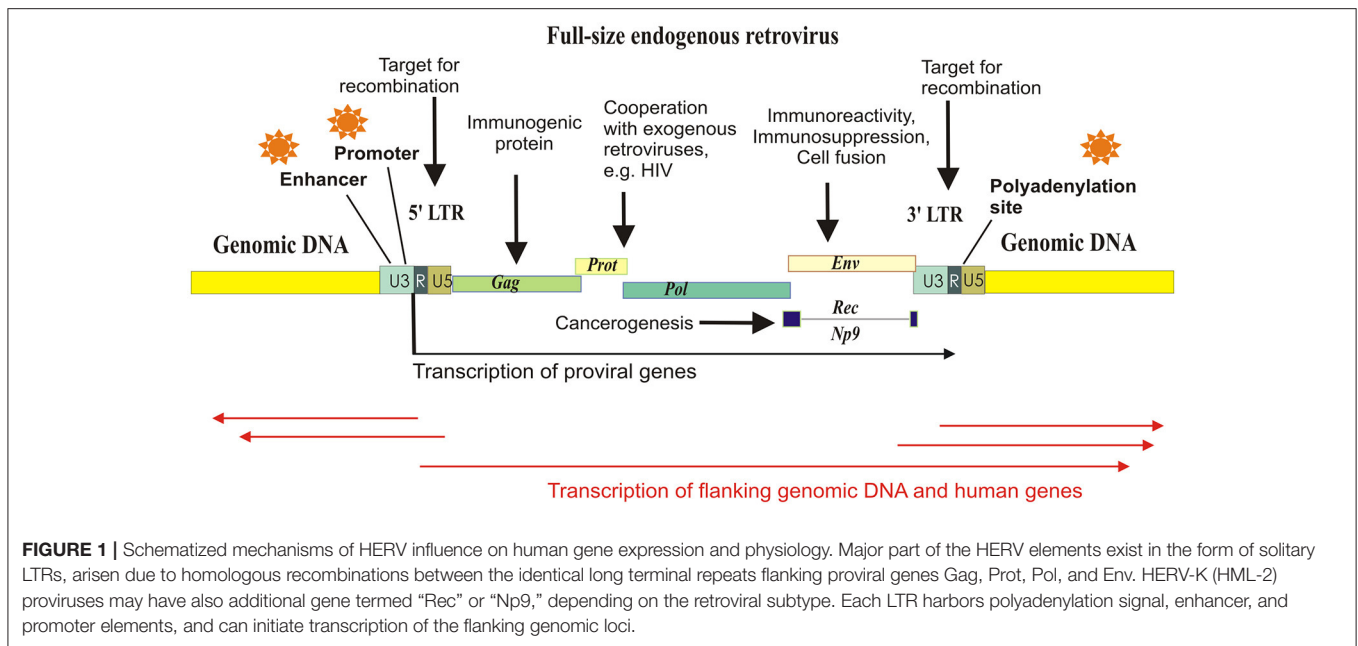 Full-size endogenous retrovirus
Target for
recombination
Target for
recombination
Immunogenic
protein
Cooperation
with exogenous
retroviruses,
e.g. HIV
Immunoreactivity,
Immunosuppression,
Cell fusion
Promoter
Enhancer
5' LTR
3' LTR
Polyadenylation
site
Genomic DNA
Genomic DNA
U3 R U5
Gag
Prot
Pol
Env
U3 R U5
Cancerogenesis
Rec
Np9
Transcription of proviral genes
Transcription of flanking genomic DNA and human genes
FIGURE 1 | Schematized mechanisms of HERV influence on human gene expression and physiology. Major part of the HERV elements exist in the form of solitary
LTRs, arisen due to homologous recombinations between the identical long terminal repeats flanking proviral genes Gag, Prot, Pol, and Env. HERV-K (HML-2)
proviruses may have also additional gene termed “Rec” or “Np9,” depending on the retroviral subtype. Each LTR harbors polyadenylation signal, enhancer, and
promoter elements, and can initiate transcription of the flanking genomic loci.